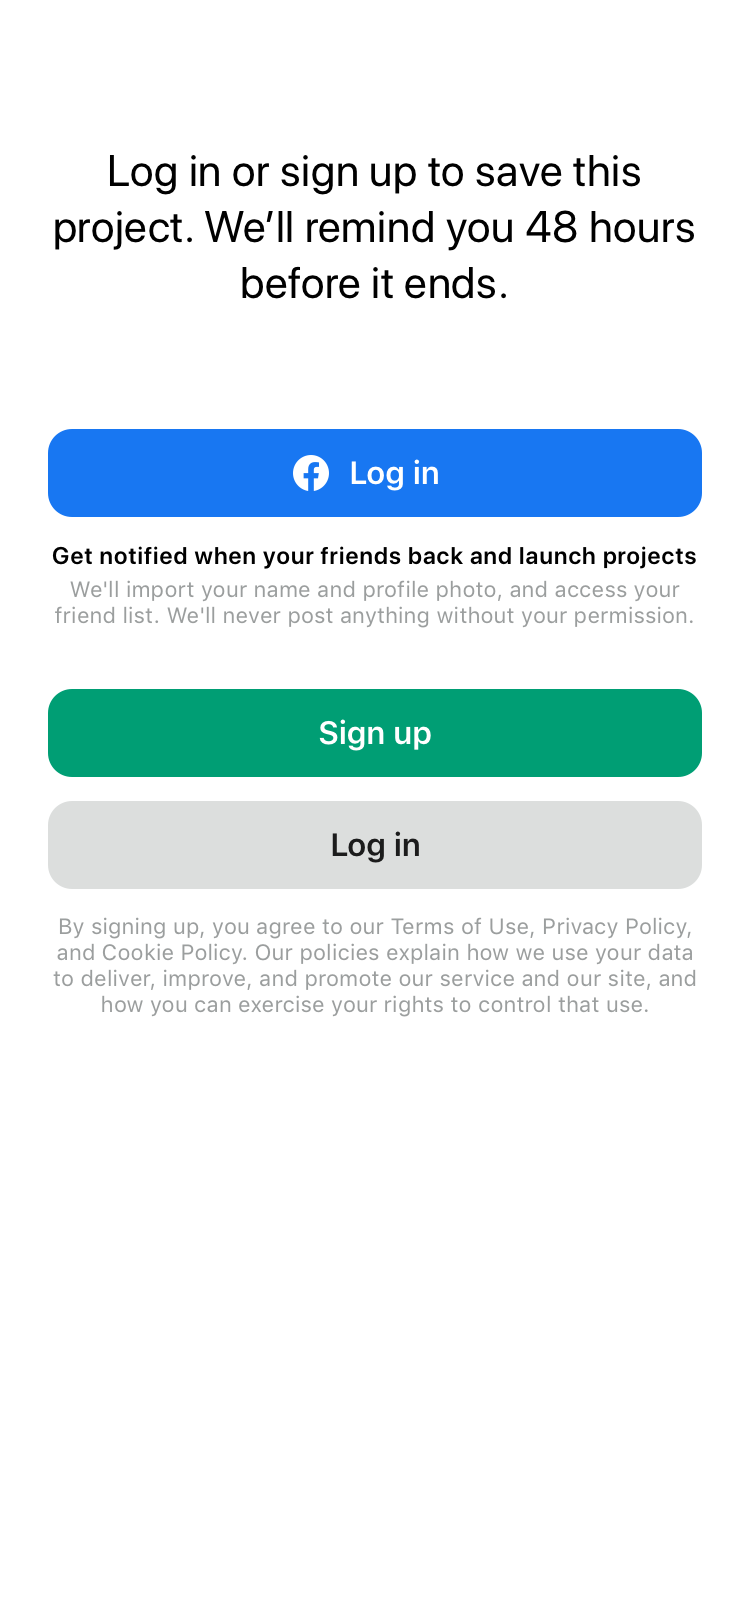 Log in or sign up to save this
project. We’ll remind you 48 hours
before it ends.
Log in
Get notified when your friends back and launch projects
We'll import your name and profile photo, and access your
friend list. We'll never post anything without your permission.
Sign up
Log in
By signing up, you agree to our Terms of Use, Privacy Policy,
and Cookie Policy. Our policies explain how we use your data
to deliver, improve, and promote our service and our site, and
how you can exercise your rights to control that use.